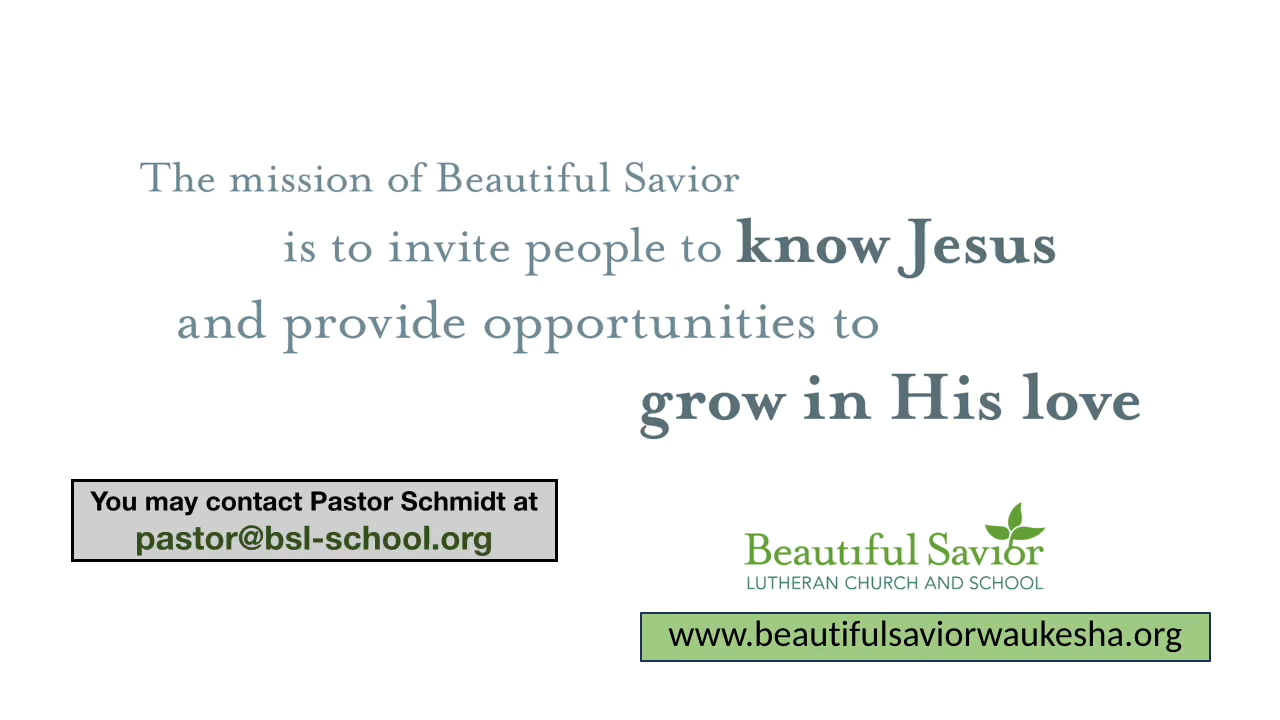 The mission of Beautiful Savior
is to invite people to know Jesus
and provide opportunities to
grow in His love
You may contact Pastor Schmidt at
pastor@bsl-school.org
Beautiful Savior
LUTHERAN CHURCH AND SCHOOL
www.beautifulsaviorwaukesha.org